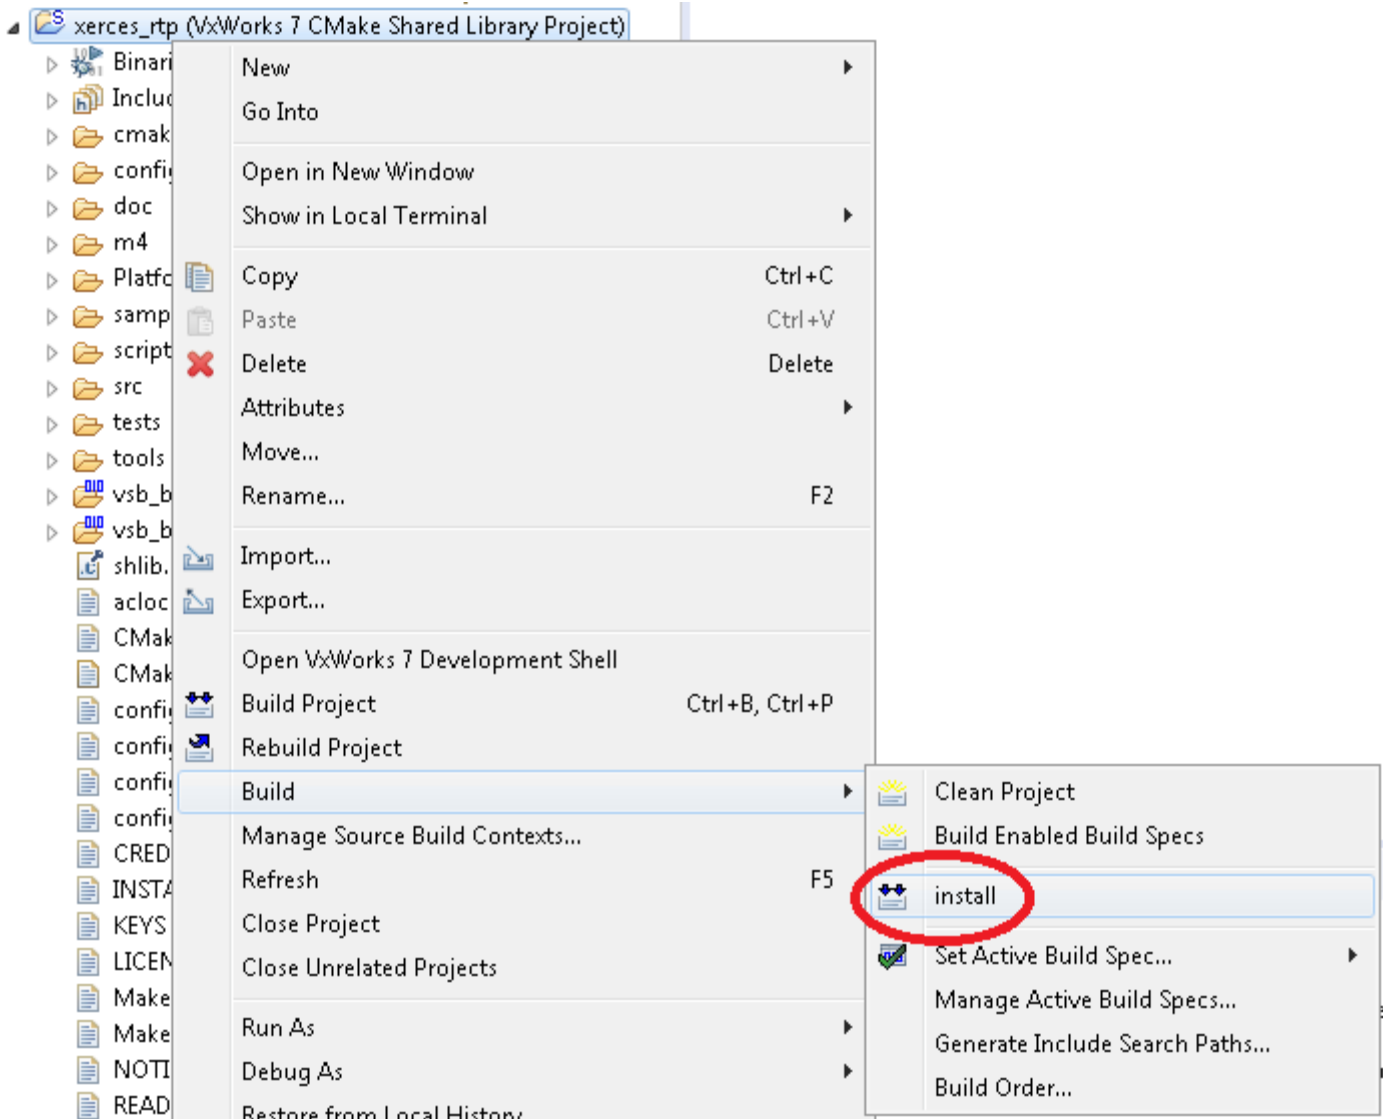 xerces_rtp (VxWorks 7 CMake Shared Library Project)
Binari
Includ
cmak
config
doc
m4
Platfo
samp
script
src
tests
tools
vsb_b
vsb_b
shlib.
acloc
CMak
CMak
confi
confi
confi
confi
CRED
INSTA
KEYS
LICEN
Make
Make
NOTI
READ
New
Go Into
Open in New Window
Show in Local Terminal
Copy Ctrl+C
Paste Ctrl+V
Delete Delete
Attributes
Move...
Rename... F2
Import...
Export...
Open VxWorks 7 Development Shell
Build Project Ctrl+B, Ctrl+P
Rebuild Project
Build
Manage Source Build Contexts...
Refresh F5
Close Project
Close Unrelated Projects
Run As
Debug As
Restore from Local History
Clean Project
Build Enabled Build Specs
install
Set Active Build Spec...
Manage Active Build Specs...
Generate Include Search Paths...
Build Order...